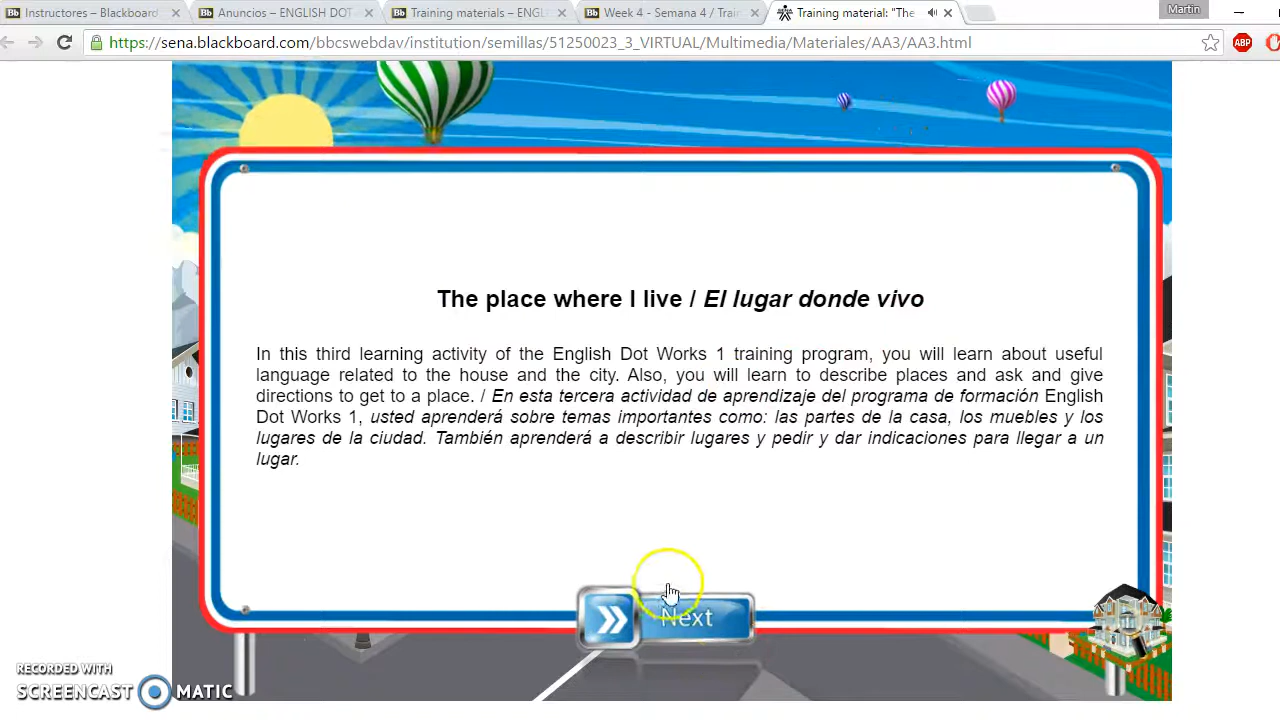 Instructores – Blackboard
Anuncios – ENGLISH DOT
Training materials – ENGL
Week 4 - Semana 4 / Train
Training material: "The
Martin
https://sena.blackboard.com/bbcswebdav/institution/semillas/51250023_3_VIRTUAL/Multimedia/Materiales/AA3/AA3.html
ABP
The place where I live / El lugar donde vivo
In this third learning activity of the English Dot Works 1 training program, you will learn about useful
language related to the house and the city. Also, you will learn to describe places and ask and give
directions to get to a place. / En esta tercera actividad de aprendizaje del programa de formación English
Dot Works 1, usted aprenderá sobre temas importantes como: las partes de la casa, los muebles y los
lugares de la ciudad. También aprenderá a describir lugares y pedir y dar indicaciones para llegar a un
lugar.
Next
RECORDED WITH
SCREENCAST MATIC